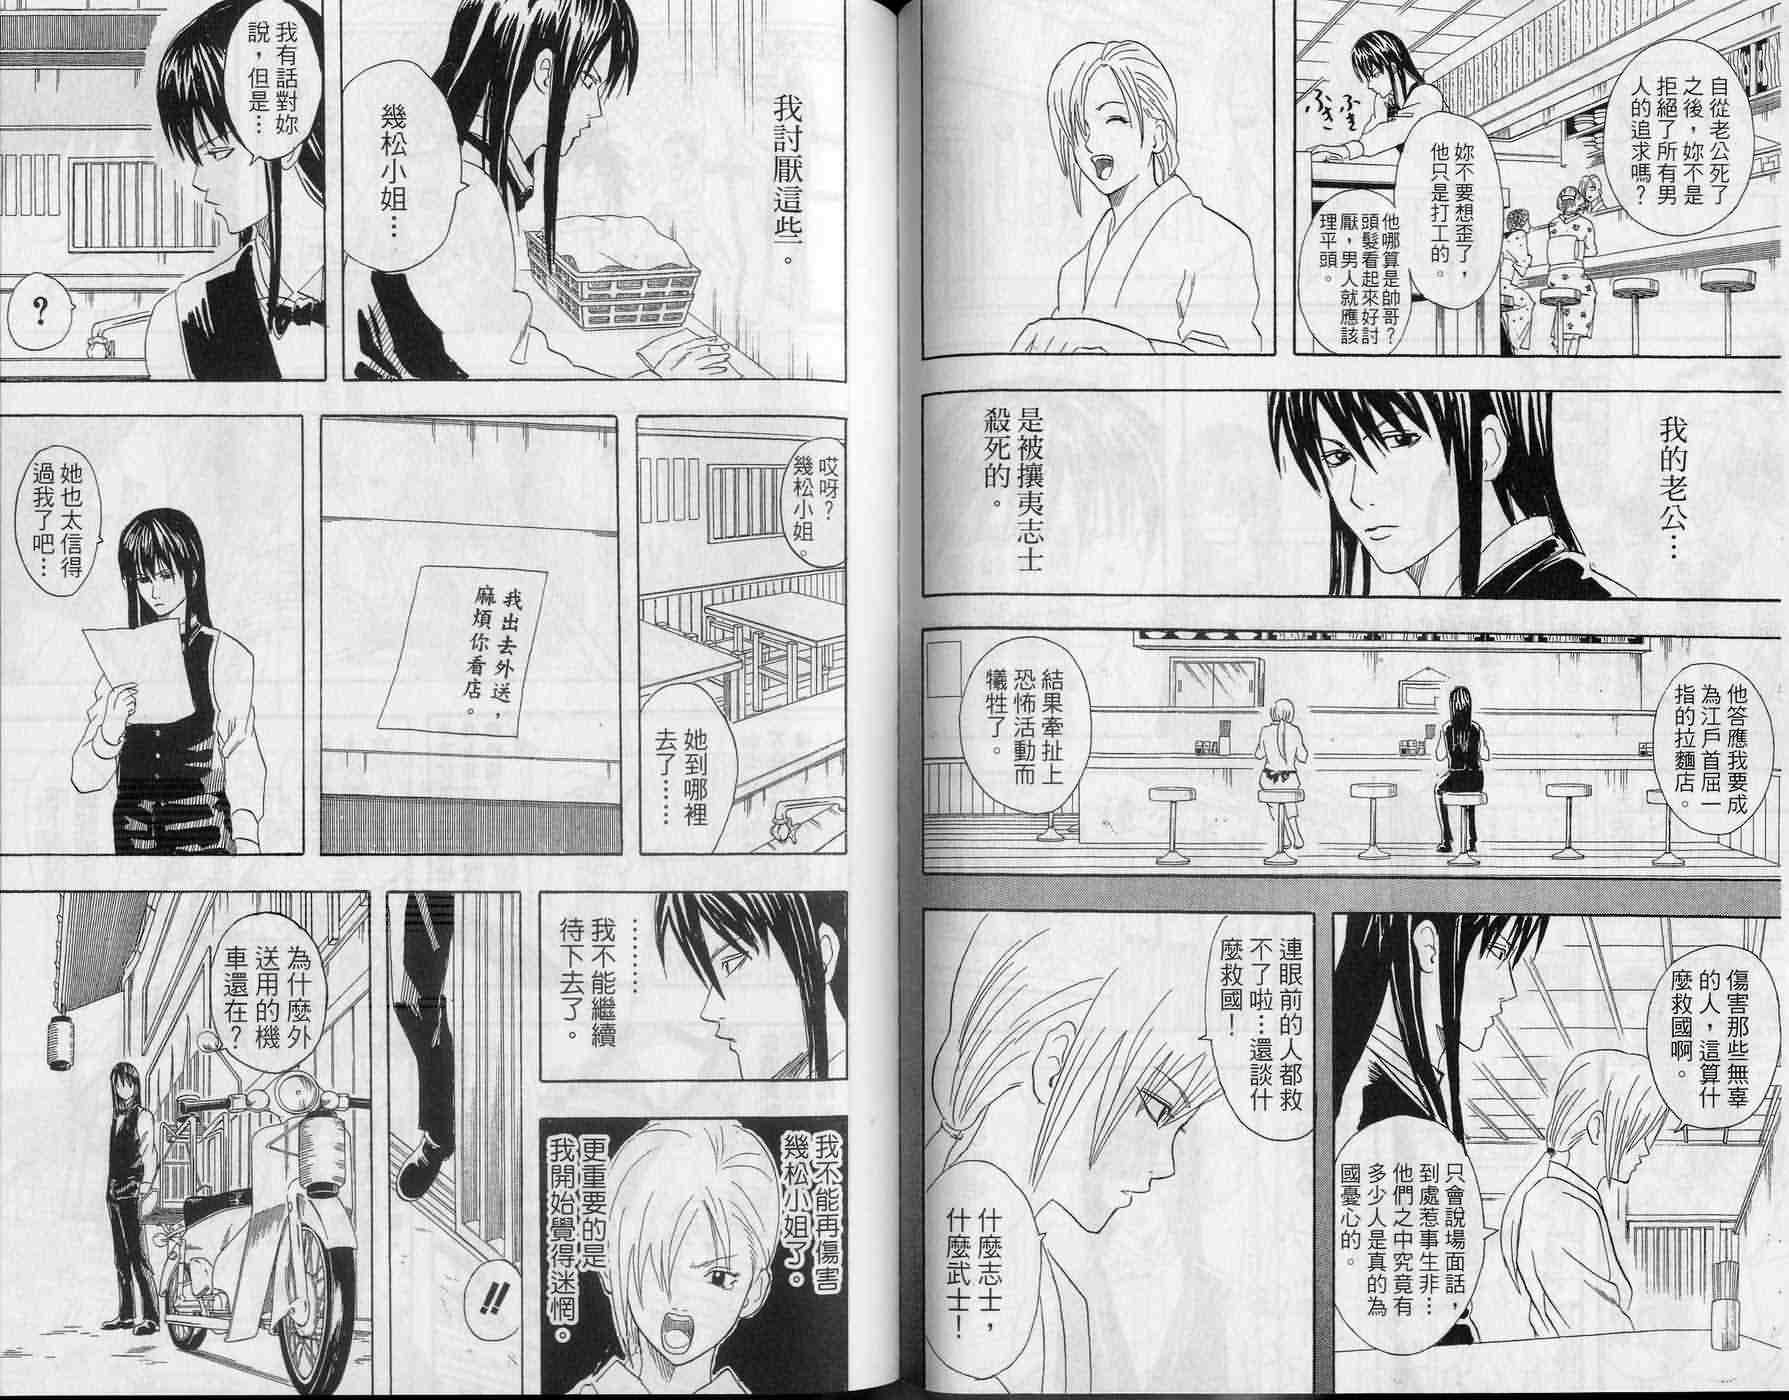 自從老公死了
之後，妳不是
拒絕了所有男
人的追求嗎？
妳不要想歪了，
他只是打工的。
他哪算是帥哥？
頭髮看起來好討
厭，男人就應該
理平頭。
ふき
ふき
我的老公…
是被攘夷志士
殺死的。
他答應我要成
為江戶首屈一
指的拉麵店。
結果牽扯上
恐怖活動而
犧牲了。
傷害那些無辜
的人，這算什
麼救國啊。
只會說場面話，
到處惹事生非…
他們之中究竟有
多少人是真的為
國憂心的。
連眼前的人都救
不了啦…還談什
麼救國！
什麼志士，
什麼武士！
我討厭這些。
幾松小姐…
我有話對妳
說，但是…
？
哎呀？
幾松小姐。
她到哪裡
去了……
我出去外送，
麻煩你看店。
她也太信得
過我了吧…
………
我不能繼續
待下去了。
我不能再傷害
幾松小姐了。
更重要的是
我開始覺得迷惘。
!!
為什麼外
送用的機
車還在？